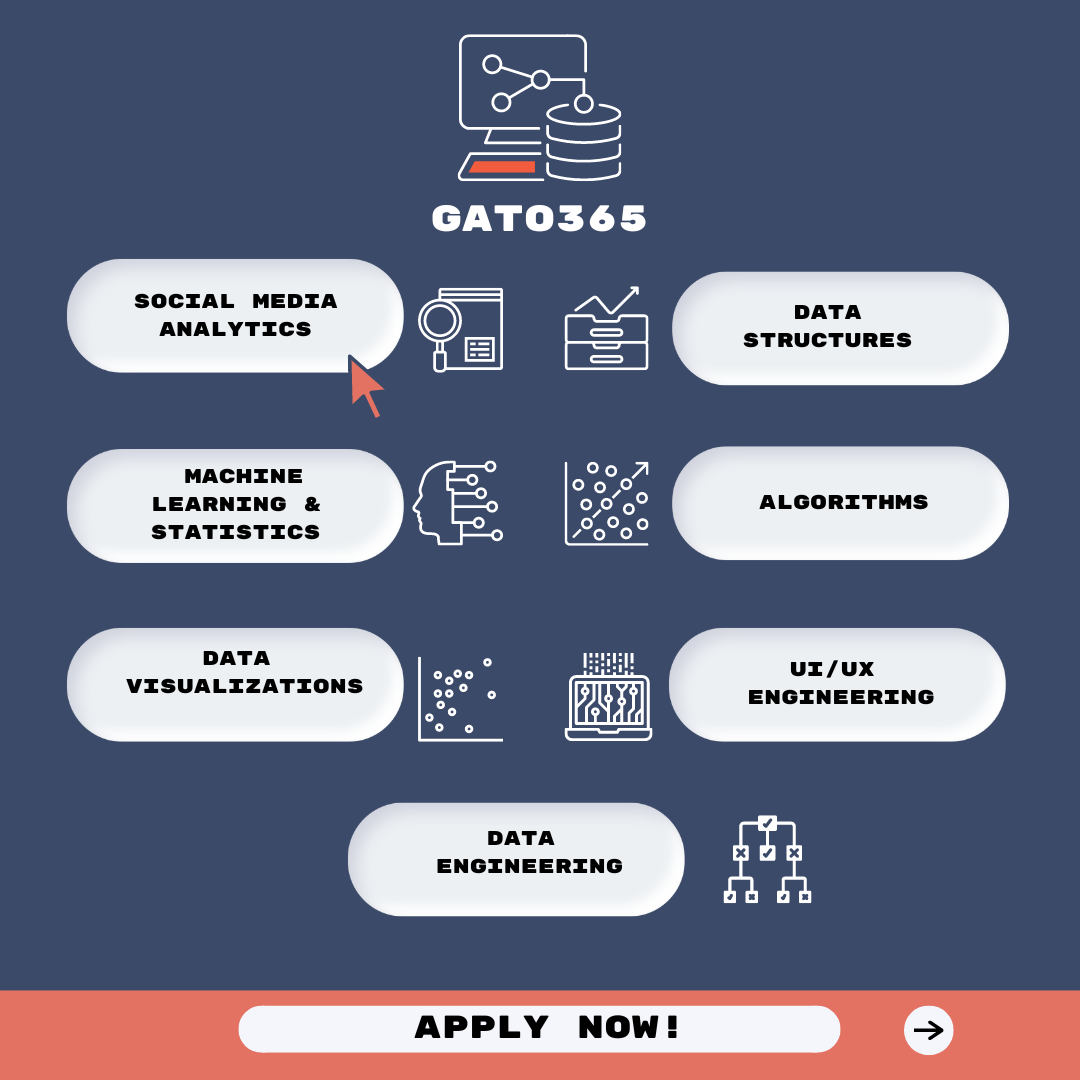 GATO365
SOCIAL MEDIA
ANALYTICS
DATA
STRUCTURES
MACHINE
LEARNING &
STATISTICS
ALGORITHMS
DATA
VISUALIZATIONS
UI/UX
ENGINEERING
DATA
ENGINEERING
APPLY NOW!